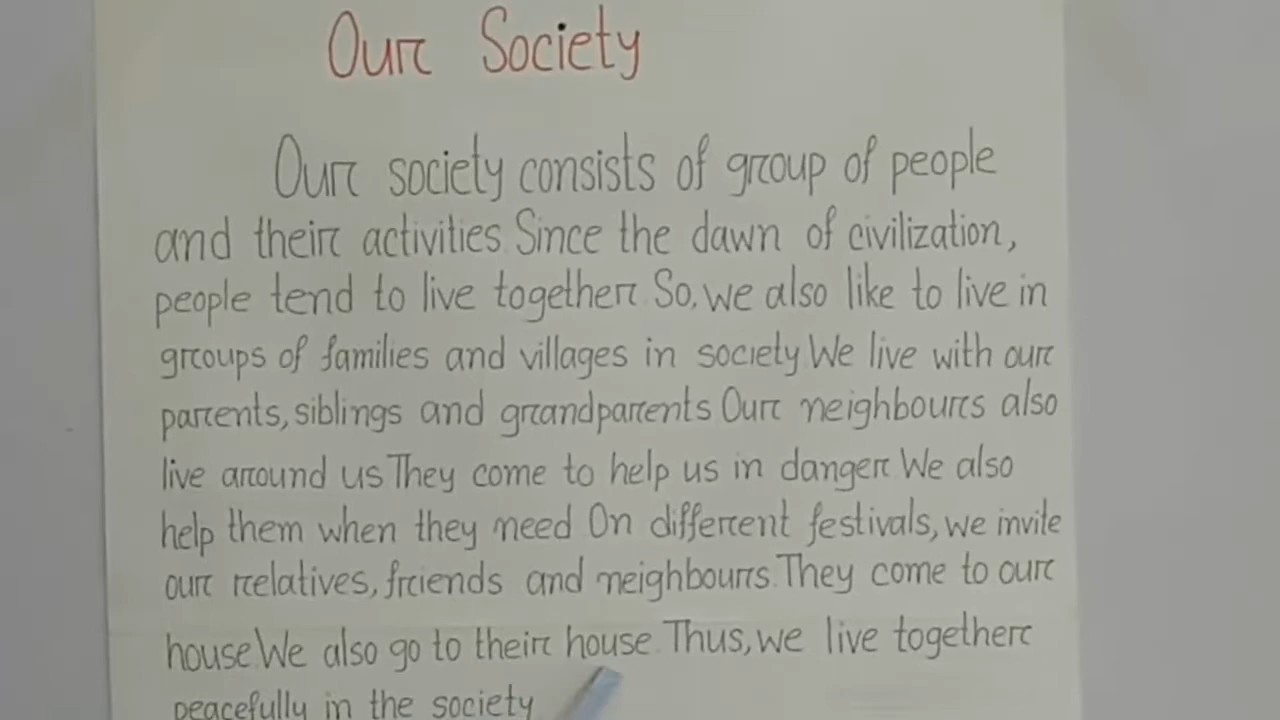 Our Society
Our society consists of group of people
and their activities. Since the dawn of civilization,
people tend to live together. So, we also like to live in
groups of families and villages in society. We live with our
parents, siblings and grandparents. Our neighbours also
live around us. They come to help us in danger. We also
help them when they need. On different festivals, we invite
our relatives, friends and neighbours. They come to our
house. We also go to their house. Thus, we live together
peacefully in the society